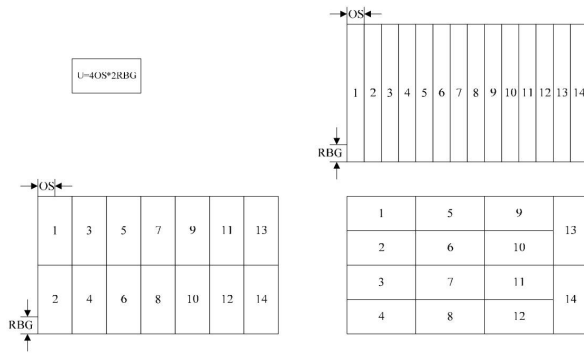 U=4OS*2RBG
OS
1 2 3 4 5 6 7 8 9 10 11 12 13 14
RBG
OS
1 3 5 7 9 11 13
2 4 6 8 10 12 14
RBG
1 5 9
13
2 6 10
3 7 11
14
4 8 12